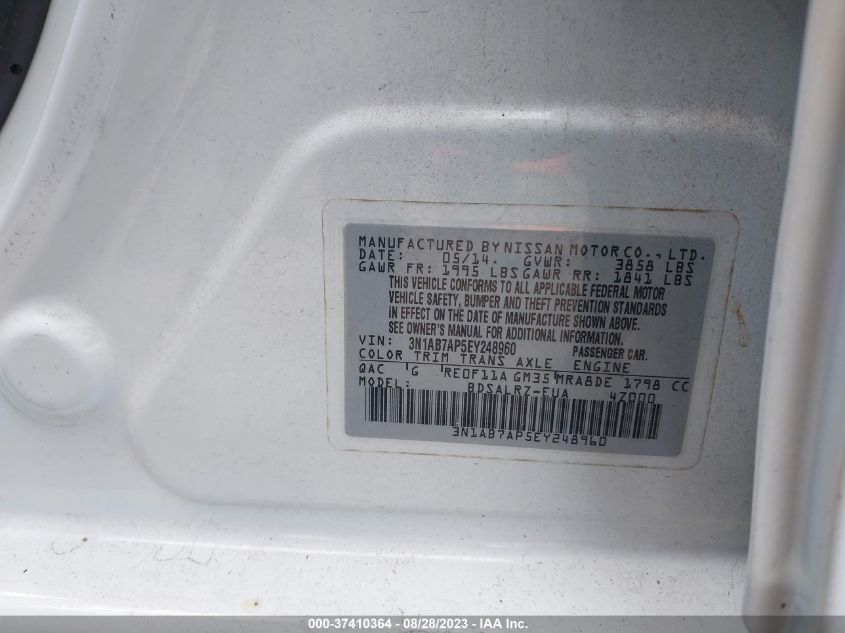 MANUFACTURED BY NISSAN MOTOR CO., LTD.
DATE: 05/14. GVWR: 3858 LBS
GAWR FR: 1995 LBS GAWR RR: 1841 LBS
THIS VEHICLE CONFORMS TO ALL APPLICABLE FEDERAL MOTOR
VEHICLE SAFETY, BUMPER AND THEFT PREVENTION STANDARDS
IN EFFECT ON THE DATE OF MANUFACTURE SHOWN ABOVE.
SEE OWNER'S MANUAL FOR ADDITIONAL INFORMATION.
VIN: 3N1AB7AP5EY248960 PASSENGER CAR.
COLOR TRIM TRANS AXLE ENGINE
QAC G RE0F11A GM35 MRA8DE 1798 CC
MODEL: BDSALRZ-EUA 4Z000
3N1AB7AP5EY248960
000-37410364 - 08/28/2023 - IAA Inc.